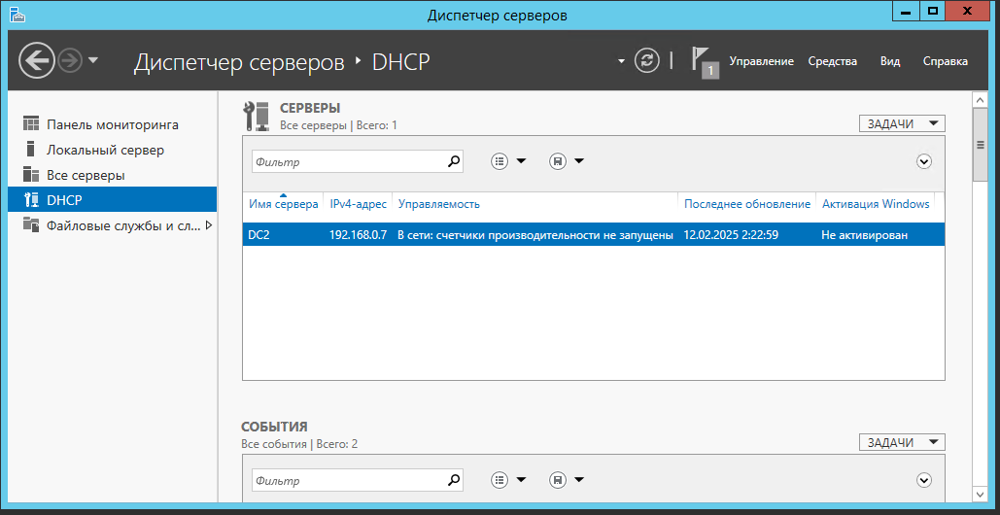 Диспетчер серверов
Диспетчер серверов ‣ DHCP
1
Управление Средства Вид Справка
Панель мониторинга
Локальный сервер
Все серверы
DHCP
Файловые службы и сл...
СЕРВЕРЫ
Все серверы | Всего: 1
ЗАДАЧИ
Фильтр
Имя сервера IPv4-адрес Управляемость Последнее обновление Активация Windows
DC2 192.168.0.7 В сети: счетчики производительности не запущены 12.02.2025 2:22:59 Не активирован
СОБЫТИЯ
Все события | Всего: 2
ЗАДАЧИ
Фильтр